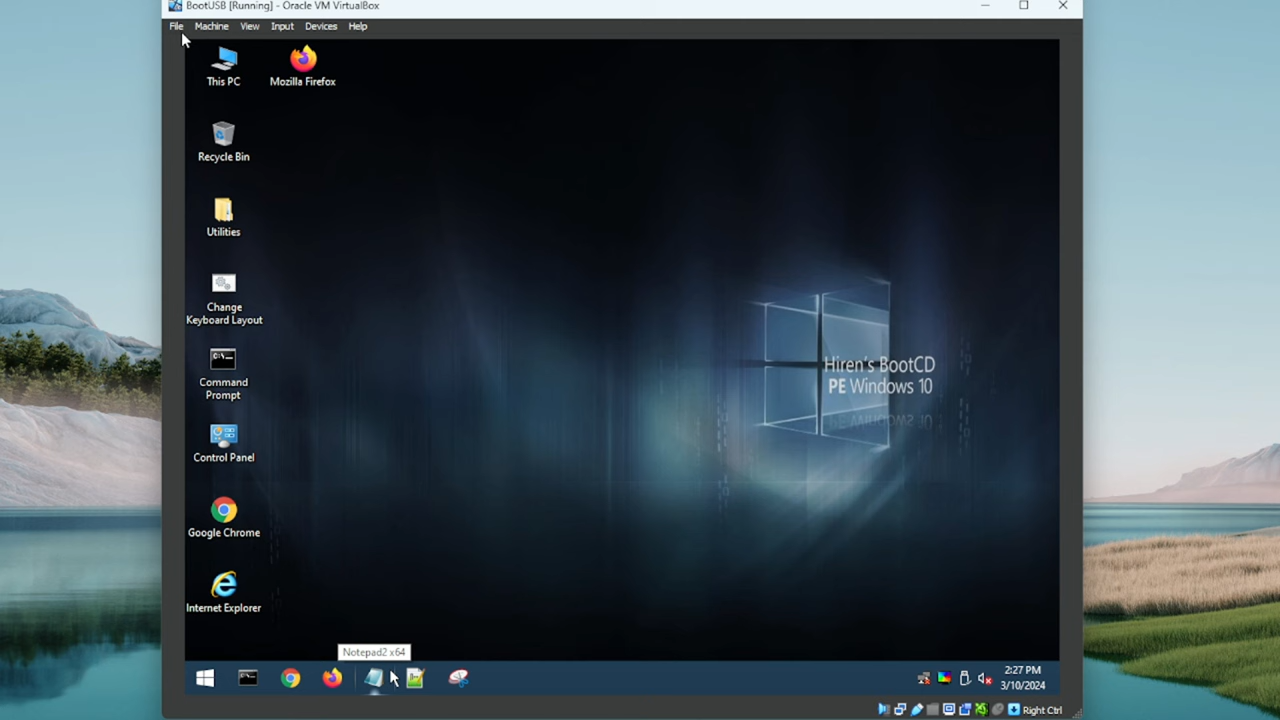 BootUSB [Running] - Oracle VM VirtualBox
File Machine View Input Devices Help
This PC
Mozilla Firefox
Recycle Bin
Utilities
Change
Keyboard Layout
Command
Prompt
Control Panel
Google Chrome
Internet Explorer
Hiren's BootCD
PE Windows 10
Notepad2 x64
2:27 PM
3/10/2024
Right Ctrl